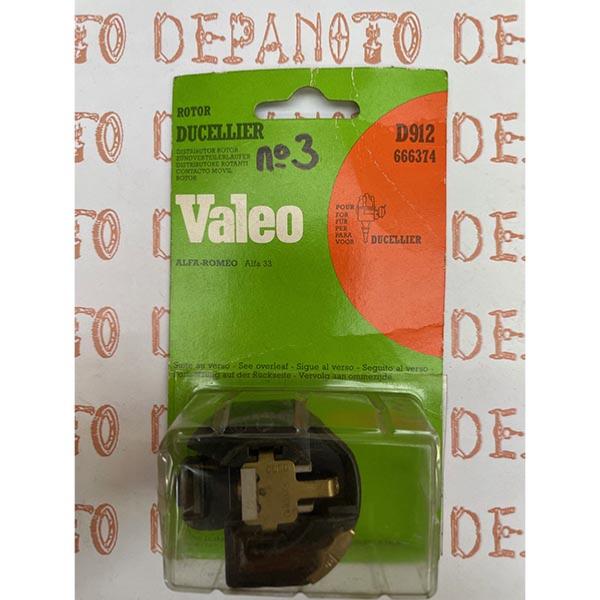 DEPANOTO DE
ROTOR
DUCELLIER
DISTRIBUTOR ROTOR
ZÜNDVERTEILERLÄUFER
DISTRIBUTORE ROTANTI
CONTACTO MOVIL
ROTOR
nº3
D912
666374
Valeo
POUR
FOR
FÜR
PER
PARA
VOOR
DUCELLIER
ALFA-ROMEO Alfa 33
Suite au verso - See overleaf - Sigue al verso - Seguito al verso -
auf der Rückseite - Vervolg aan ommezijde